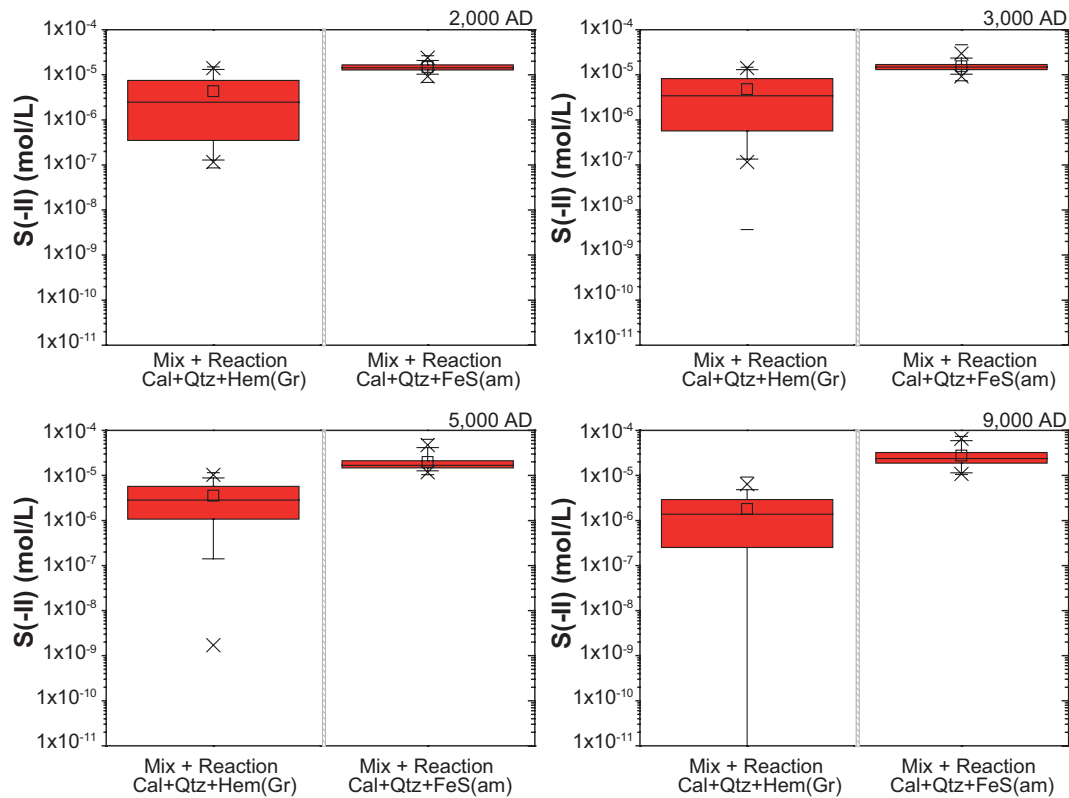 2,000 AD
S(-II) (mol/L)
1x10⁻⁴
1x10⁻⁵
1x10⁻⁶
1x10⁻⁷
1x10⁻⁸
1x10⁻⁹
1x10⁻¹⁰
1x10⁻¹¹
Mix + Reaction
Cal+Qtz+Hem(Gr)
Mix + Reaction
Cal+Qtz+FeS(am)
3,000 AD
S(-II) (mol/L)
1x10⁻⁴
1x10⁻⁵
1x10⁻⁶
1x10⁻⁷
1x10⁻⁸
1x10⁻⁹
1x10⁻¹⁰
1x10⁻¹¹
Mix + Reaction
Cal+Qtz+Hem(Gr)
Mix + Reaction
Cal+Qtz+FeS(am)
5,000 AD
S(-II) (mol/L)
1x10⁻⁴
1x10⁻⁵
1x10⁻⁶
1x10⁻⁷
1x10⁻⁸
1x10⁻⁹
1x10⁻¹⁰
1x10⁻¹¹
Mix + Reaction
Cal+Qtz+Hem(Gr)
Mix + Reaction
Cal+Qtz+FeS(am)
9,000 AD
S(-II) (mol/L)
1x10⁻⁴
1x10⁻⁵
1x10⁻⁶
1x10⁻⁷
1x10⁻⁸
1x10⁻⁹
1x10⁻¹⁰
1x10⁻¹¹
Mix + Reaction
Cal+Qtz+Hem(Gr)
Mix + Reaction
Cal+Qtz+FeS(am)